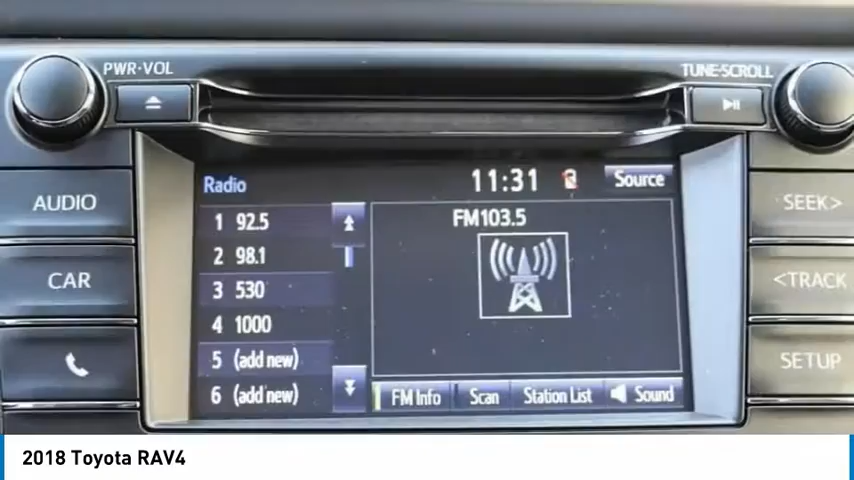 PWR•VOL
TUNE•SCROLL
Radio
11:31
Source
AUDIO
1 92.5
FM103.5
SEEK>
2 98.1
CAR
3 530
<TRACK
4 1000
5 (add new)
SETUP
6 (add new)
FM Info
Scan
Station List
Sound
2018 Toyota RAV4